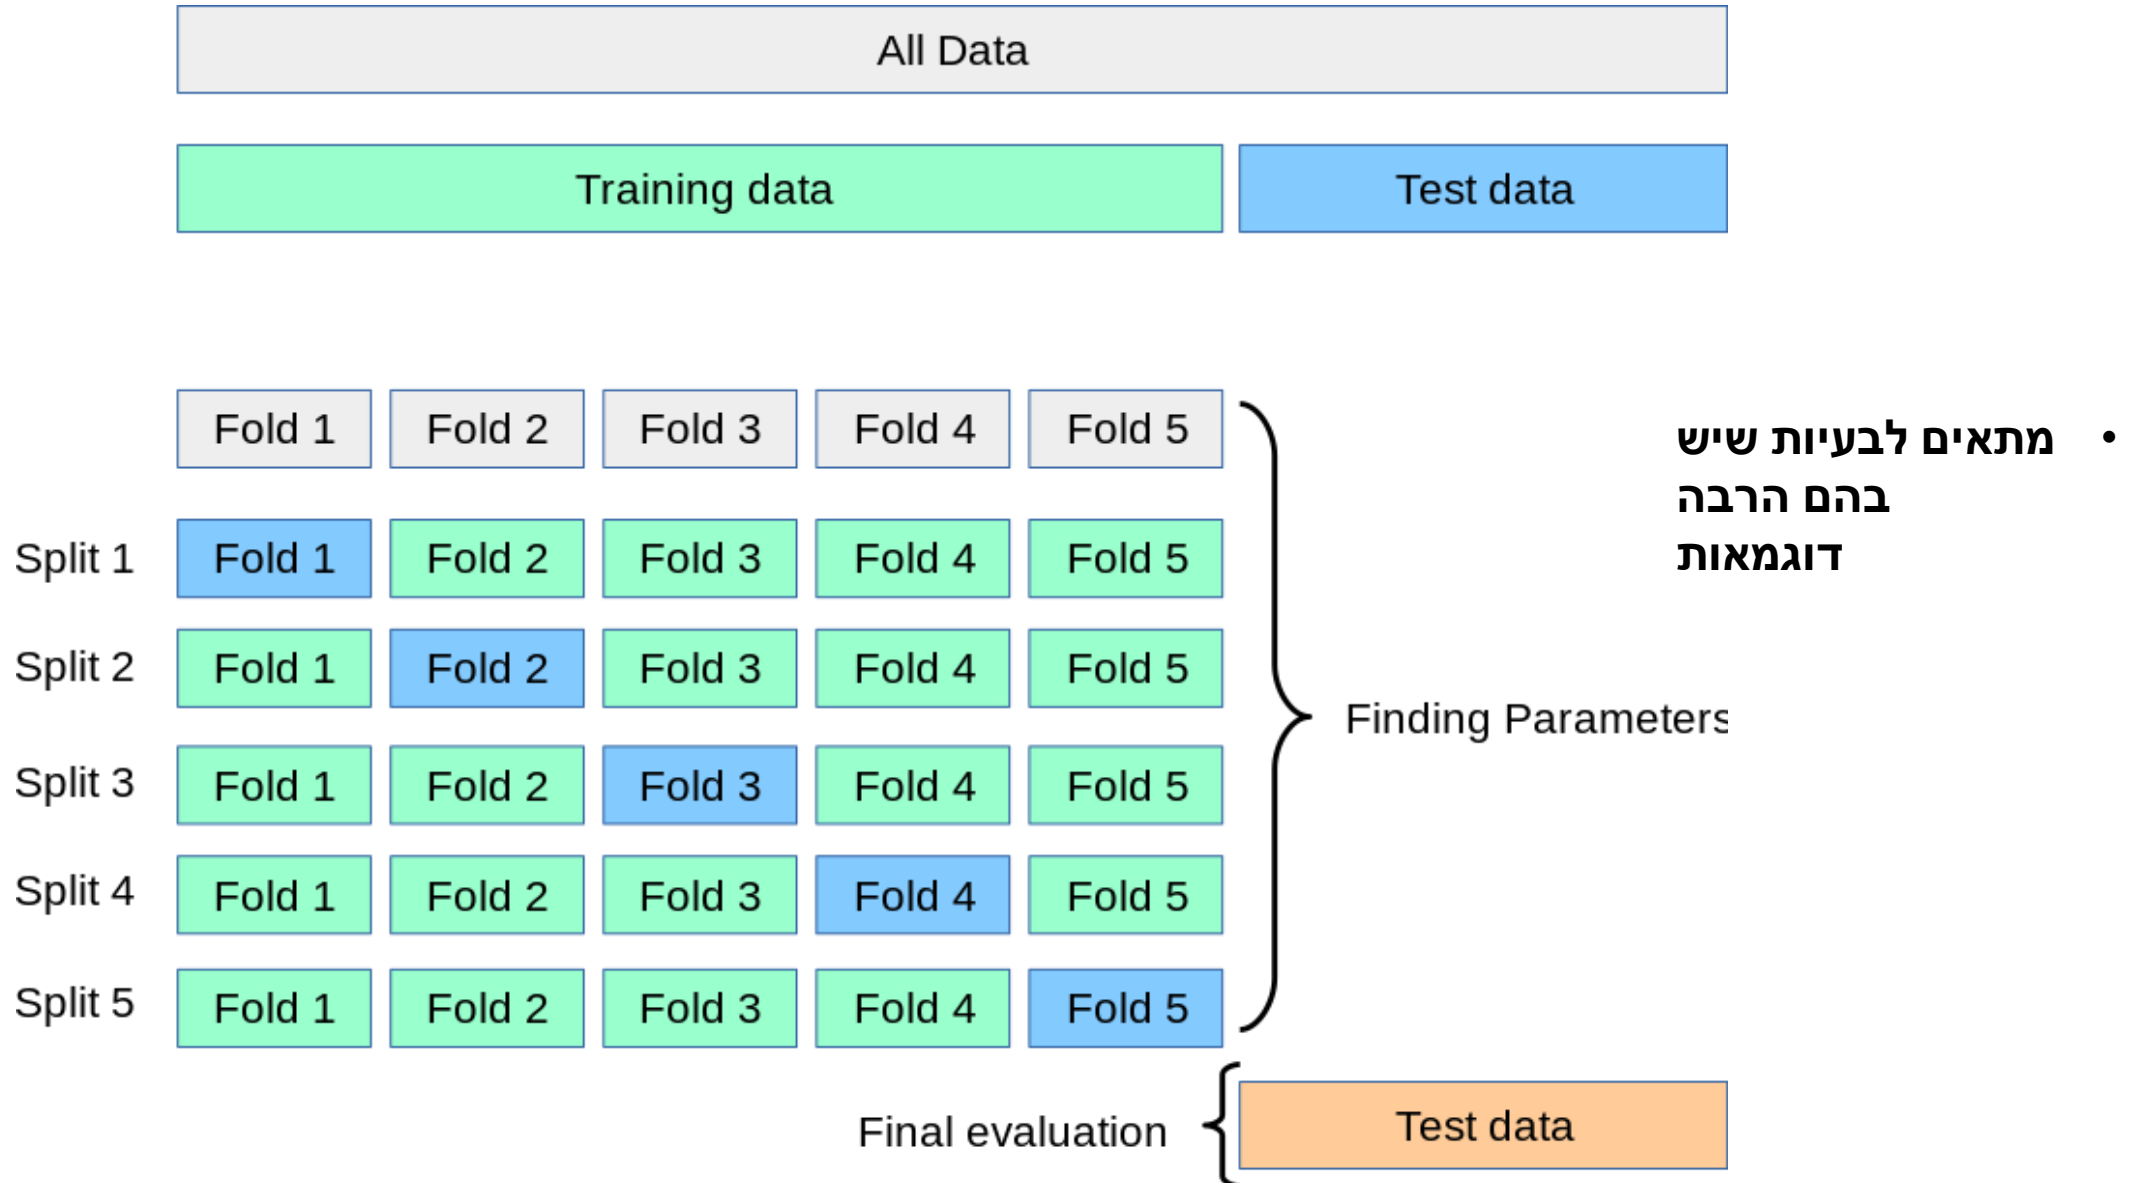 All Data
Training data Test data
Fold 1 Fold 2 Fold 3 Fold 4 Fold 5
Split 1 Fold 1 Fold 2 Fold 3 Fold 4 Fold 5
Split 2 Fold 1 Fold 2 Fold 3 Fold 4 Fold 5
Split 3 Fold 1 Fold 2 Fold 3 Fold 4 Fold 5
Split 4 Fold 1 Fold 2 Fold 3 Fold 4 Fold 5
Split 5 Fold 1 Fold 2 Fold 3 Fold 4 Fold 5
Finding Parameters
Final evaluation Test data
• מתאים לבעיות שיש
בהם הרבה
דוגמאות